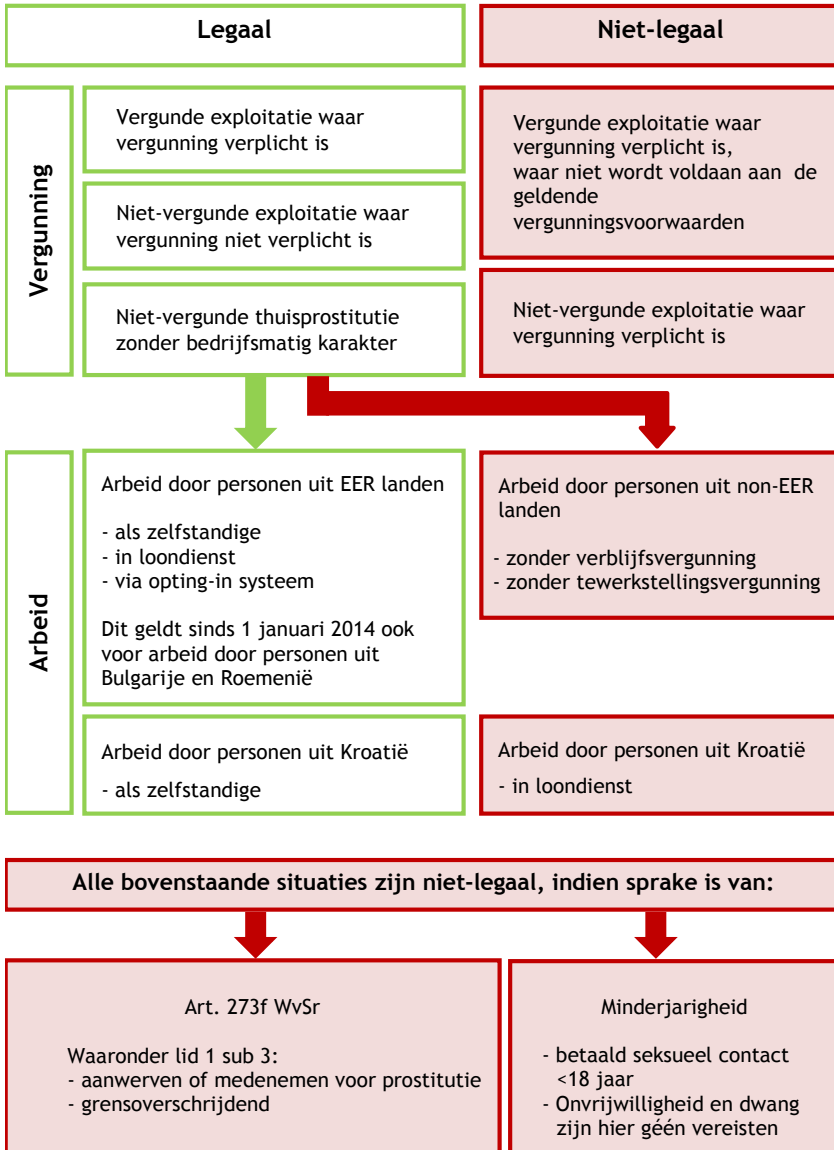 Legaal
Niet-legaal
Vergunning
Vergunde exploitatie waar
vergunning verplicht is
Niet-vergunde exploitatie waar
vergunning niet verplicht is
Niet-vergunde thuisprostitutie
zonder bedrijfsmatig karakter
Vergunde exploitatie waar
vergunning verplicht is,
waar niet wordt voldaan aan de
geldende
vergunningsvoorwaarden
Niet-vergunde exploitatie waar
vergunning verplicht is
Arbeid
Arbeid door personen uit EER landen
- als zelfstandige
- in loondienst
- via opting-in systeem
Dit geldt sinds 1 januari 2014 ook
voor arbeid door personen uit
Bulgarije en Roemenië
Arbeid door personen uit non-EER
landen
- zonder verblijfsvergunning
- zonder tewerkstellingsvergunning
Arbeid door personen uit Kroatië
- als zelfstandige
Arbeid door personen uit Kroatië
- in loondienst
Alle bovenstaande situaties zijn niet-legaal, indien sprake is van:
Art. 273f WvSr
Waaronder lid 1 sub 3:
- aanwerven of medenemen voor prostitutie
- grensoverschrijdend
Minderjarigheid
- betaald seksueel contact
<18 jaar
- Onvrijwilligheid en dwang
zijn hier géén vereisten